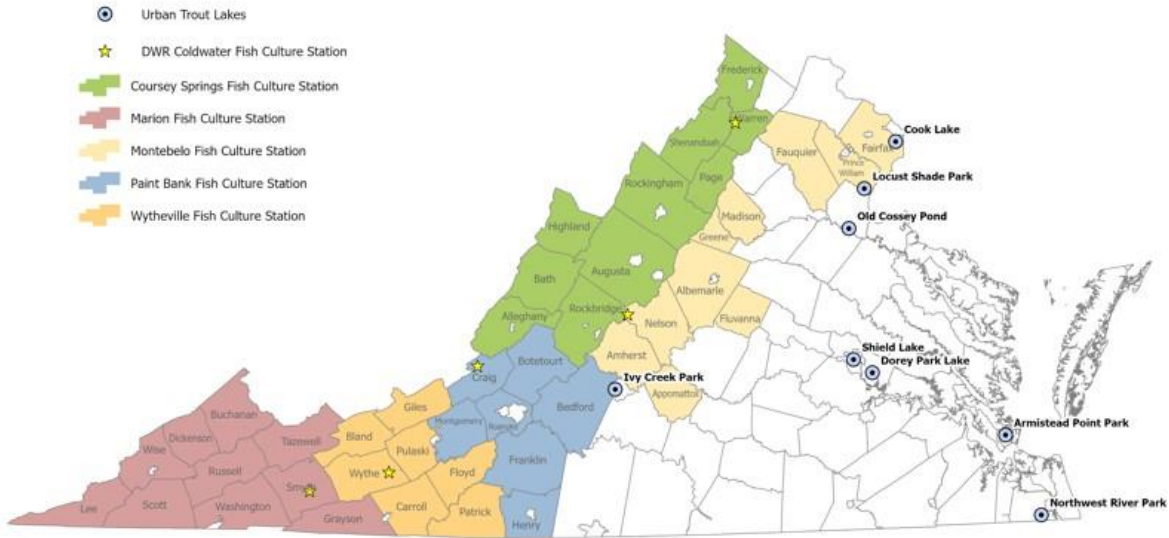 Urban Trout Lakes
DWR Coldwater Fish Culture Station
Coursey Springs Fish Culture Station
Marion Fish Culture Station
Montebelo Fish Culture Station
Paint Bank Fish Culture Station
Wytheville Fish Culture Station
Frederick
Warren
Shenandoah
Page
Rockingham
Highland
Augusta
Bath
Rockbridge
Alleghany
Fauquier
Prince
William
Fairfax
Cook Lake
Locust Shade Park
Old Cossey Pond
Madison
Greene
Albemarle
Fluvanna
Nelson
Amherst
Appomattox
Ivy Creek Park
Shield Lake
Dorey Park Lake
Armistead Point Park
Northwest River Park
Botetourt
Craig
Bedford
Montgomery
Roanoke
Franklin
Henry
Giles
Bland
Pulaski
Wythe
Floyd
Carroll
Patrick
Buchanan
Dickenson
Tazewell
Wise
Russell
Smyth
Lee
Scott
Washington
Grayson